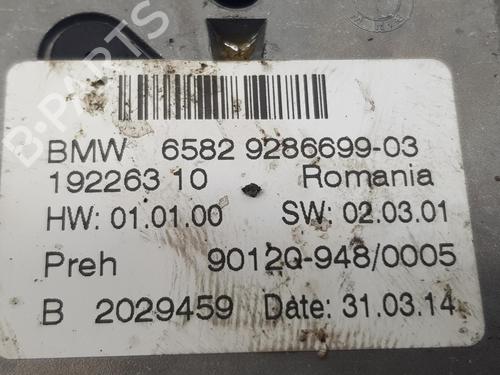 BMW 6582 9286699-03
192263 10 Romania
HW: 01.01.00 SW: 02.03.01
Preh 90120-948/0005
B 2029459 Date: 31.03.14
B-PARTS